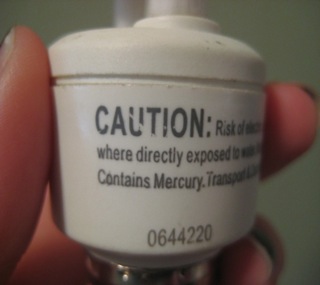 CAUTION: Risk of
where directly exposed to
Contains Mercury. Transport
0644220